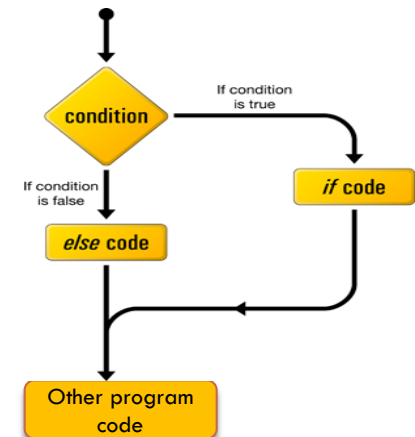 condition
If condition
is true
if code
If condition
is false
else code
Other program
code